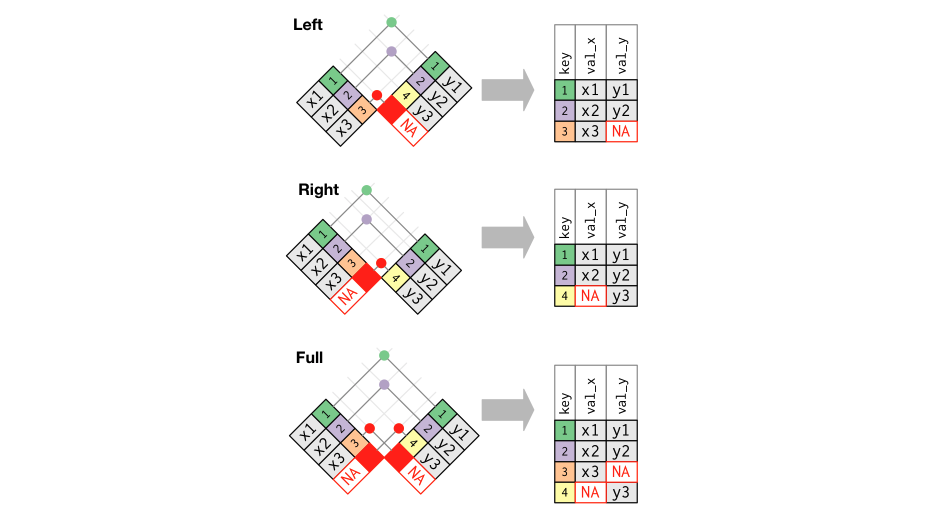 Left
1 2 3
x1 x2 x3
1 2 4
y1 y2 y3 NA
key val_x val_y
1 x1 y1
2 x2 y2
3 x3 NA
Right
1 2 3
x1 x2 x3 NA
1 2 4
y1 y2 y3
key val_x val_y
1 x1 y1
2 x2 y2
4 NA y3
Full
1 2 3
x1 x2 x3 NA
1 2 4
y1 y2 y3 NA
key val_x val_y
1 x1 y1
2 x2 y2
3 x3 NA
4 NA y3